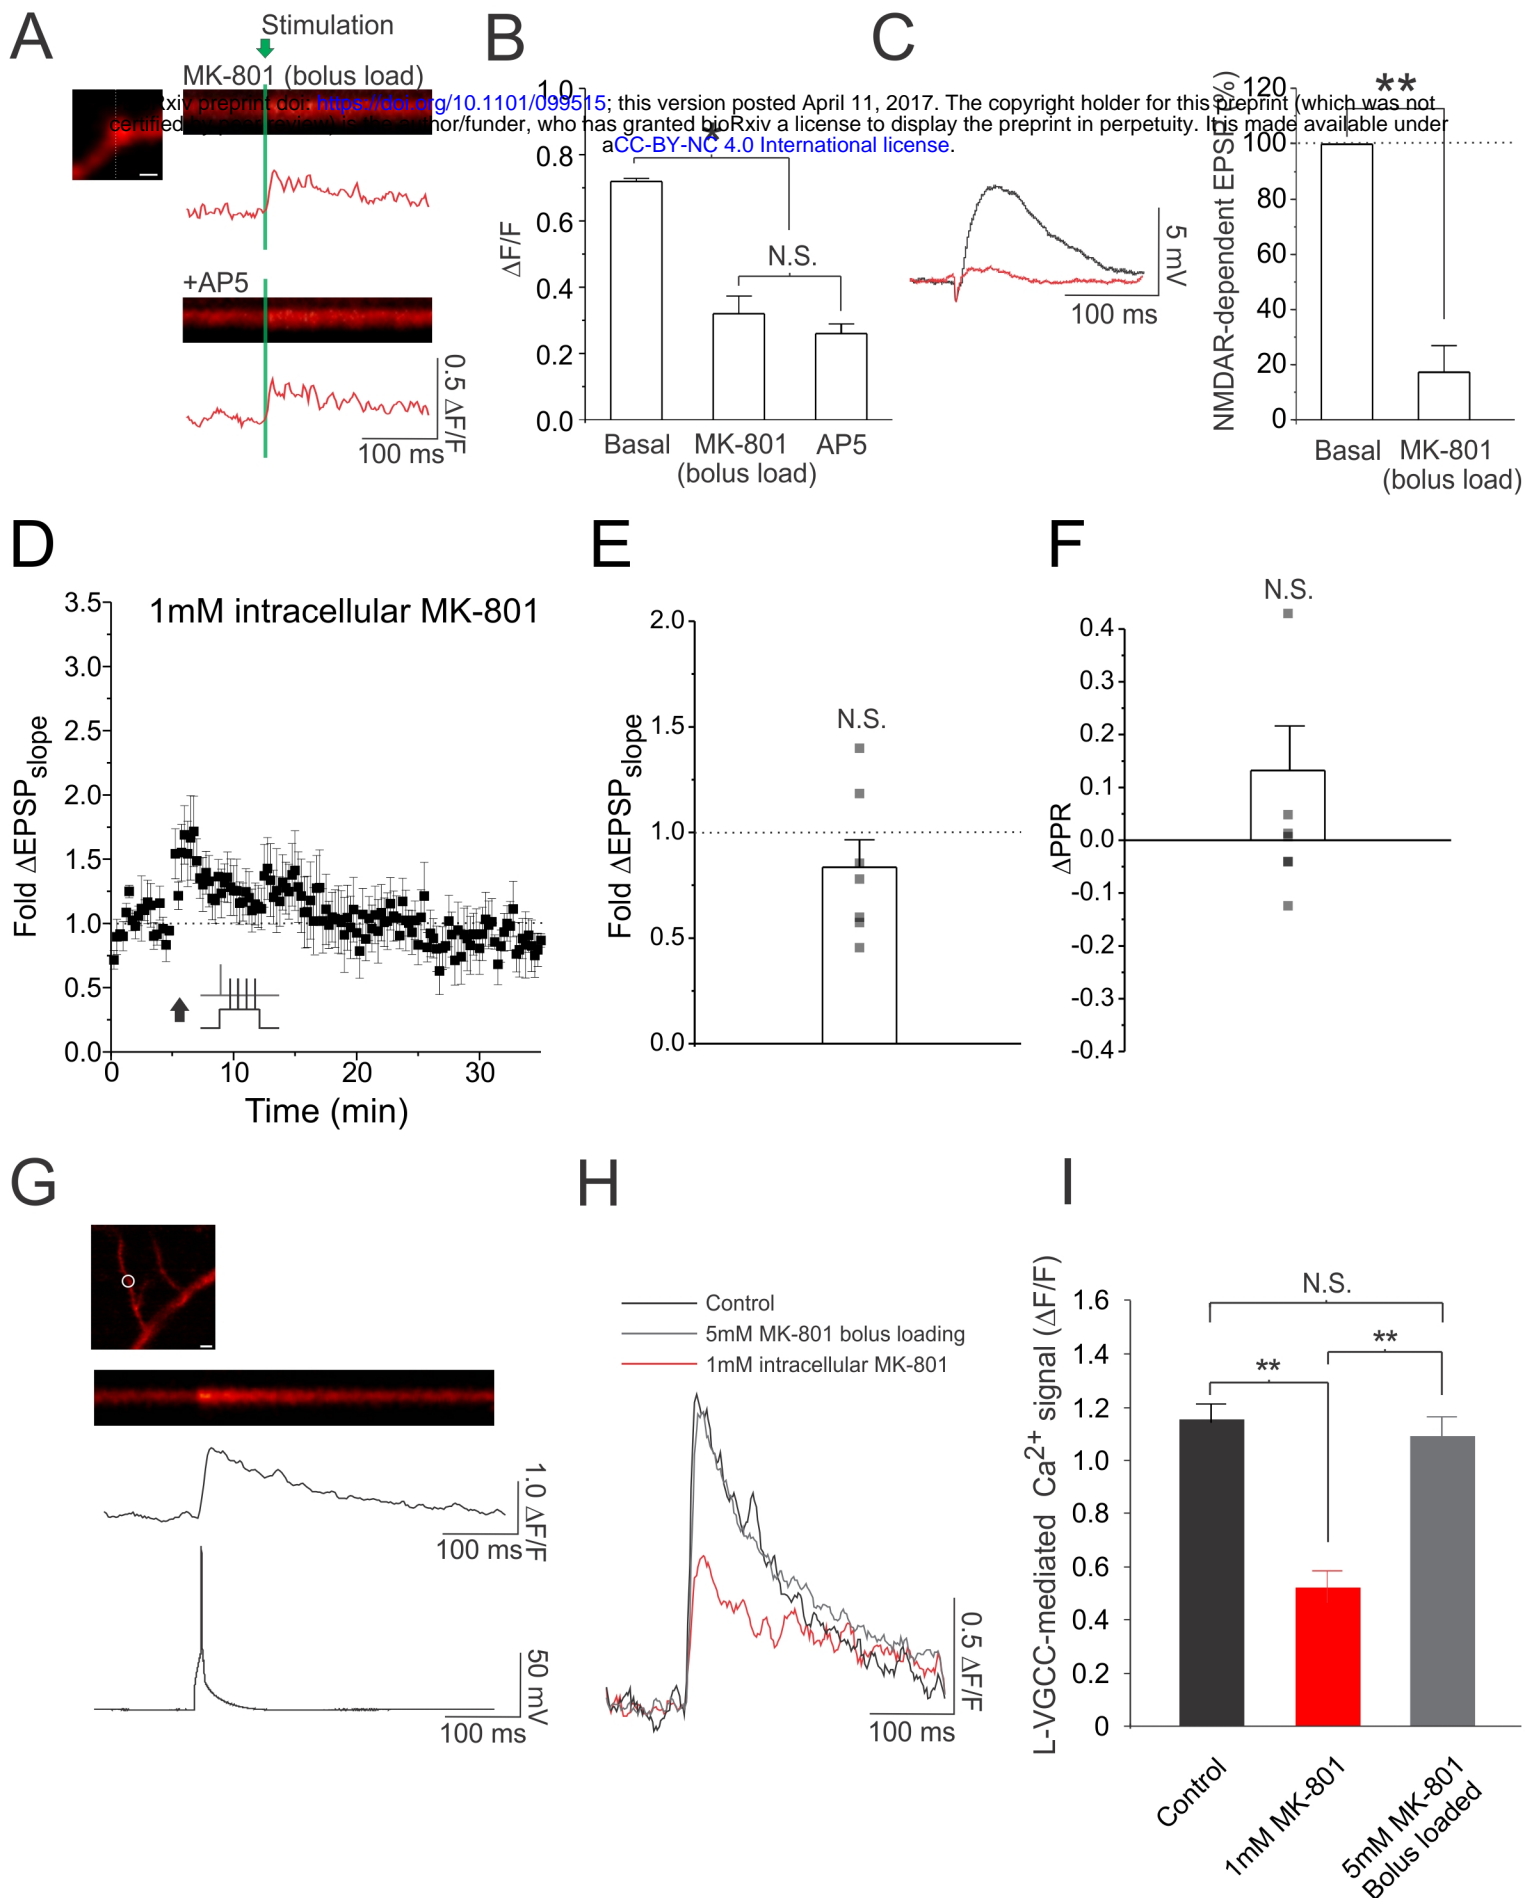 A
Stimulation
MK-801 (bolus load)
+AP5
0.5 ΔF/F
100 ms
B
1.0
0.8
0.6
0.4
0.2
0.0
ΔF/F
*
N.S.
Basal
MK-801
(bolus load)
AP5
C
5 mV
100 ms
NMDAR-dependent EPSP (%)
120
100
80
60
40
20
0
**
Basal
MK-801
(bolus load)
preprint doi: https://doi.org/10.1101/099515; this version posted April 11, 2017. The copyright holder for this preprint (which was not
certified by peer review) is the author/funder, who has granted bioRxiv a license to display the preprint in perpetuity. It is made available under
aCC-BY-NC 4.0 International license.
D
1mM intracellular MK-801
3.5
3.0
2.5
2.0
1.5
1.0
0.5
0.0
Fold ΔEPSPslope
0
10
20
30
Time (min)
E
2.0
1.5
1.0
0.5
0.0
Fold ΔEPSPslope
N.S.
F
N.S.
0.4
0.3
0.2
0.1
0.0
-0.1
-0.2
-0.3
-0.4
ΔPPR
G
1.0 ΔF/F
100 ms
50 mV
100 ms
H
Control
5mM MK-801 bolus loading
1mM intracellular MK-801
0.5 ΔF/F
100 ms
I
L-VGCC-mediated Ca2+ signal (ΔF/F)
1.6
1.4
1.2
1.0
0.8
0.6
0.4
0.2
0
N.S.
**
**
Control
1mM MK-801
5mM MK-801
Bolus loaded